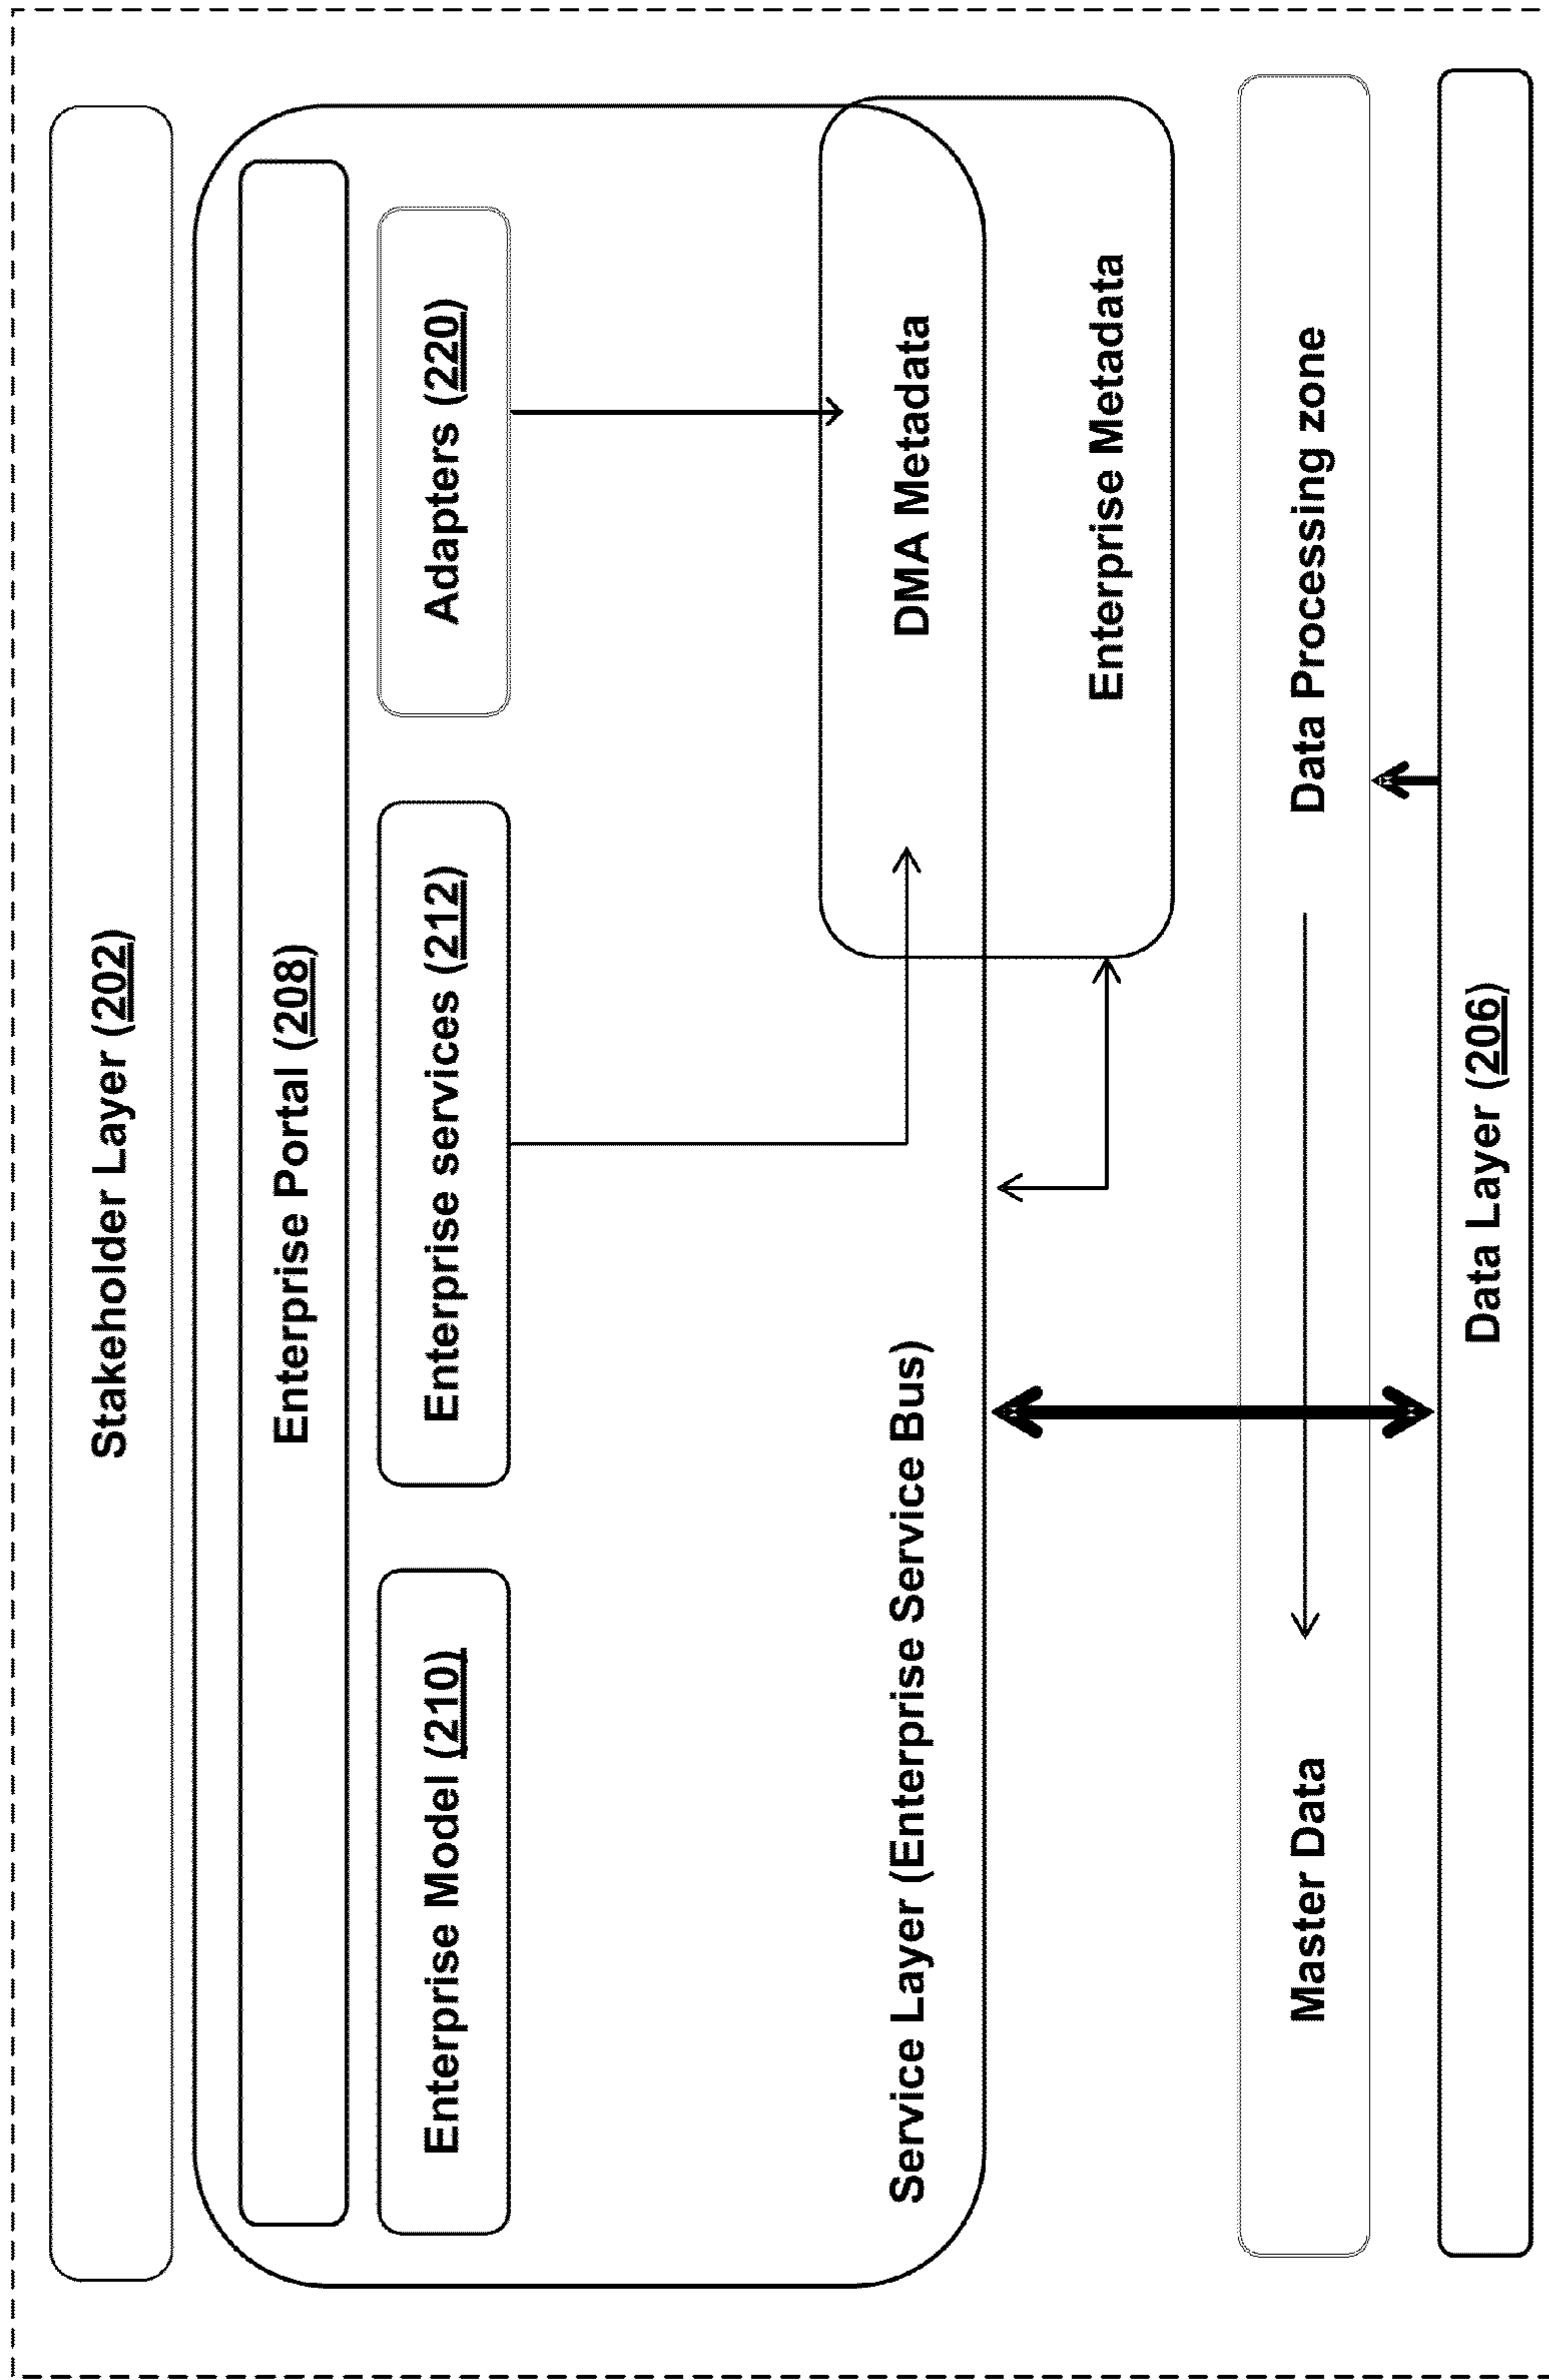 Stakeholder Layer (202)
Enterprise Portal (208)
Enterprise Model (210)
Enterprise services (212)
Adapters (220)
Service Layer (Enterprise Service Bus)
DMA Metadata
Enterprise Metadata
Master Data
Data Processing zone
Data Layer (206)